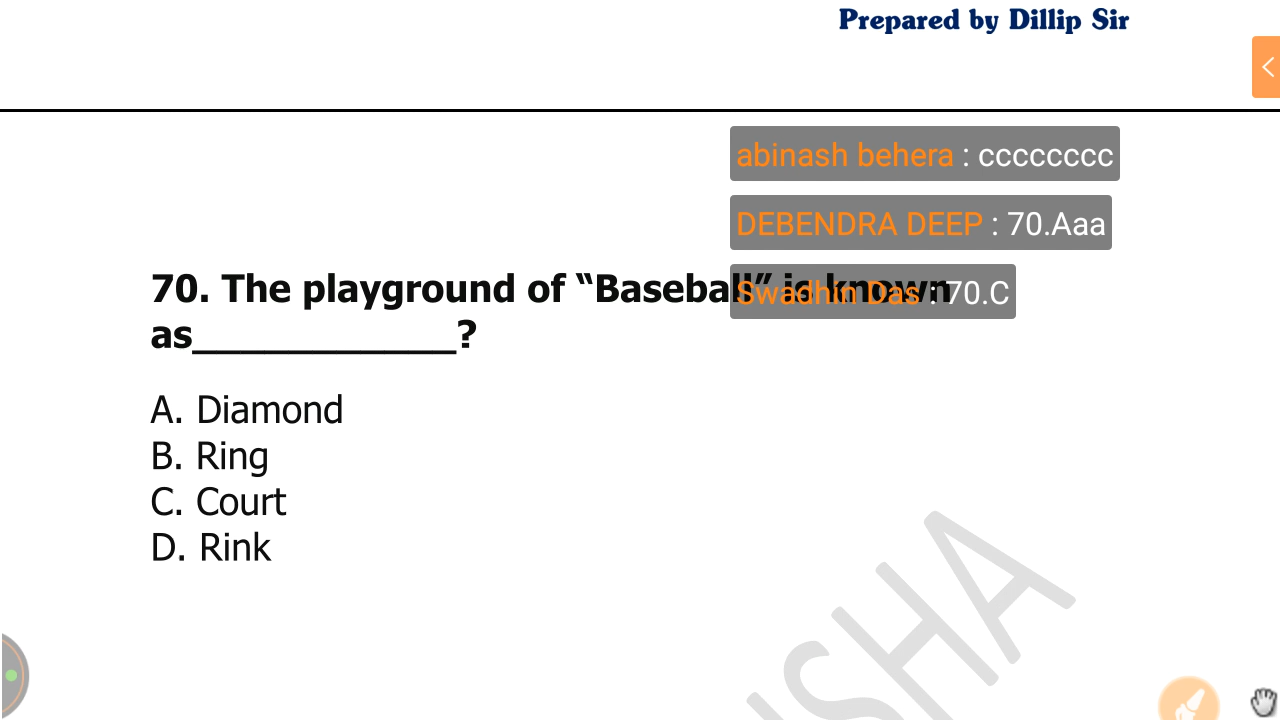 Prepared by Dillip Sir
abinash behera : cccccccc
DEBENDRA DEEP : 70.Aaa
Swadhin Das : 70.C
70. The playground of “Baseball” is known
as____________?
A. Diamond
B. Ring
C. Court
D. Rink